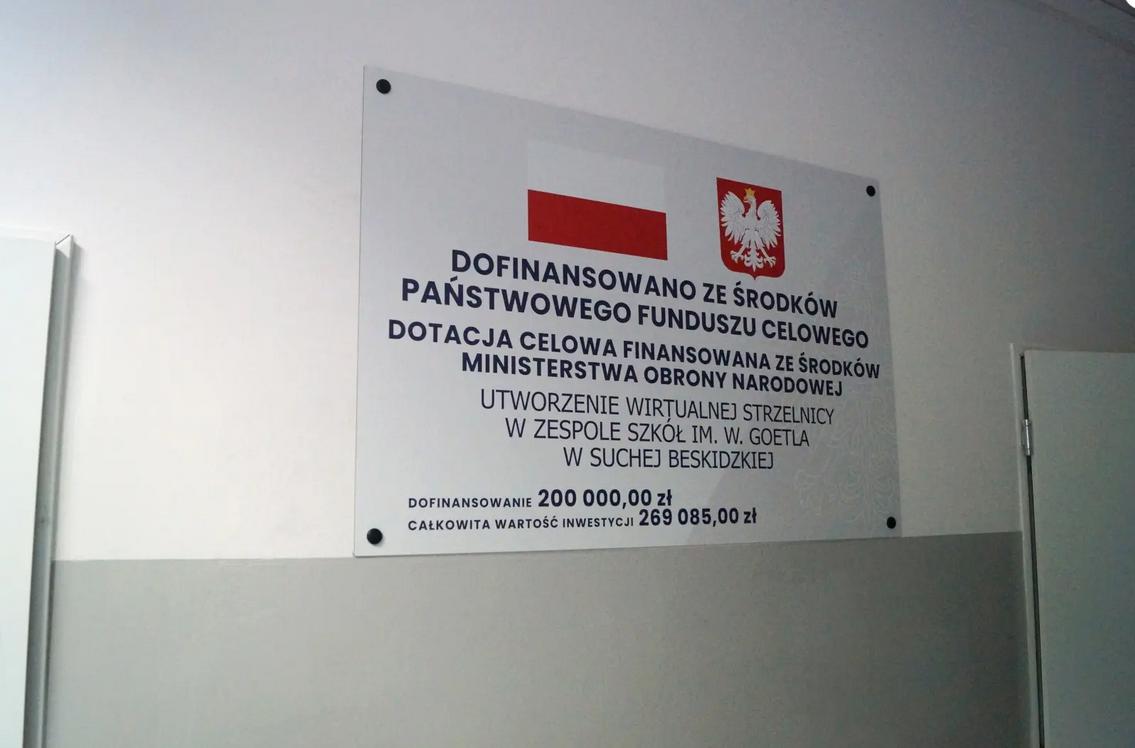 DOFINANSOWANO ZE ŚRODKÓW
PAŃSTWOWEGO FUNDUSZU CELOWEGO
DOTACJA CELOWA FINANSOWANA ZE ŚRODKÓW
MINISTERSTWA OBRONY NARODOWEJ
UTWORZENIE WIRTUALNEJ STRZELNICY
W ZESPOLE SZKÓŁ IM. W. GOETLA
W SUCHEJ BESKIDZKIEJ
DOFINANSOWANIE 200 000,00 zł
CAŁKOWITA WARTOŚĆ INWESTYCJI 269 085,00 zł